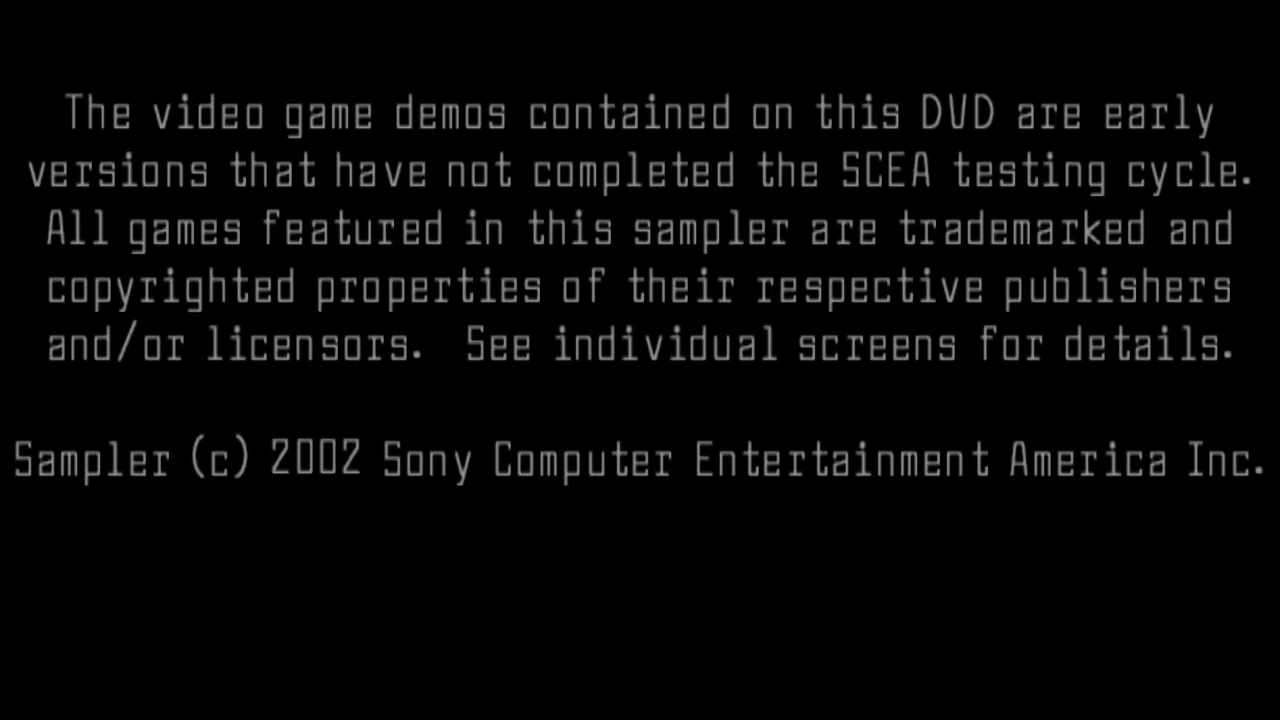 The video game demos contained on this DVD are early
versions that have not completed the SCEA testing cycle.
All games featured in this sampler are trademarked and
copyrighted properties of their respective publishers
and/or licensors.  See individual screens for details.
Sampler (c) 2002 Sony Computer Entertainment America Inc.